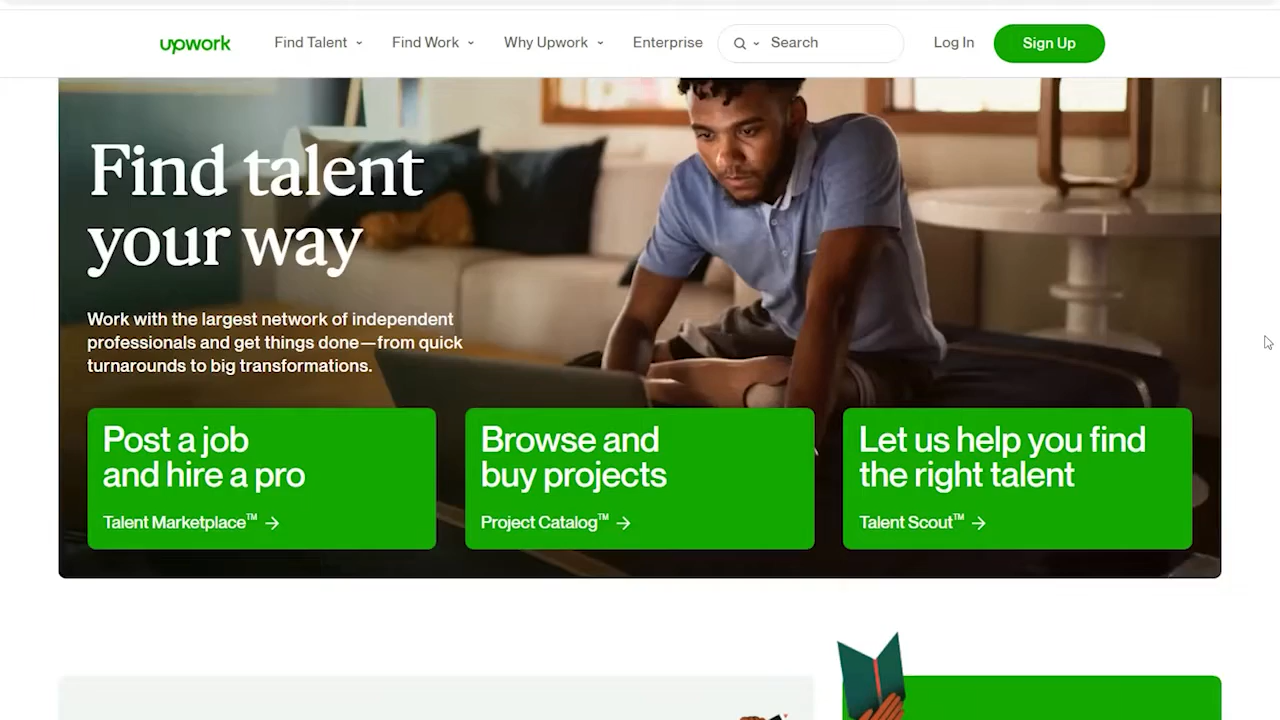 upwork
Find Talent
Find Work
Why Upwork
Enterprise
Search
Log In
Sign Up
Find talent
your way
Work with the largest network of independent
professionals and get things done—from quick
turnarounds to big transformations.
Post a job
and hire a pro
Talent Marketplace™
Browse and
buy projects
Project Catalog™
Let us help you find
the right talent
Talent Scout™